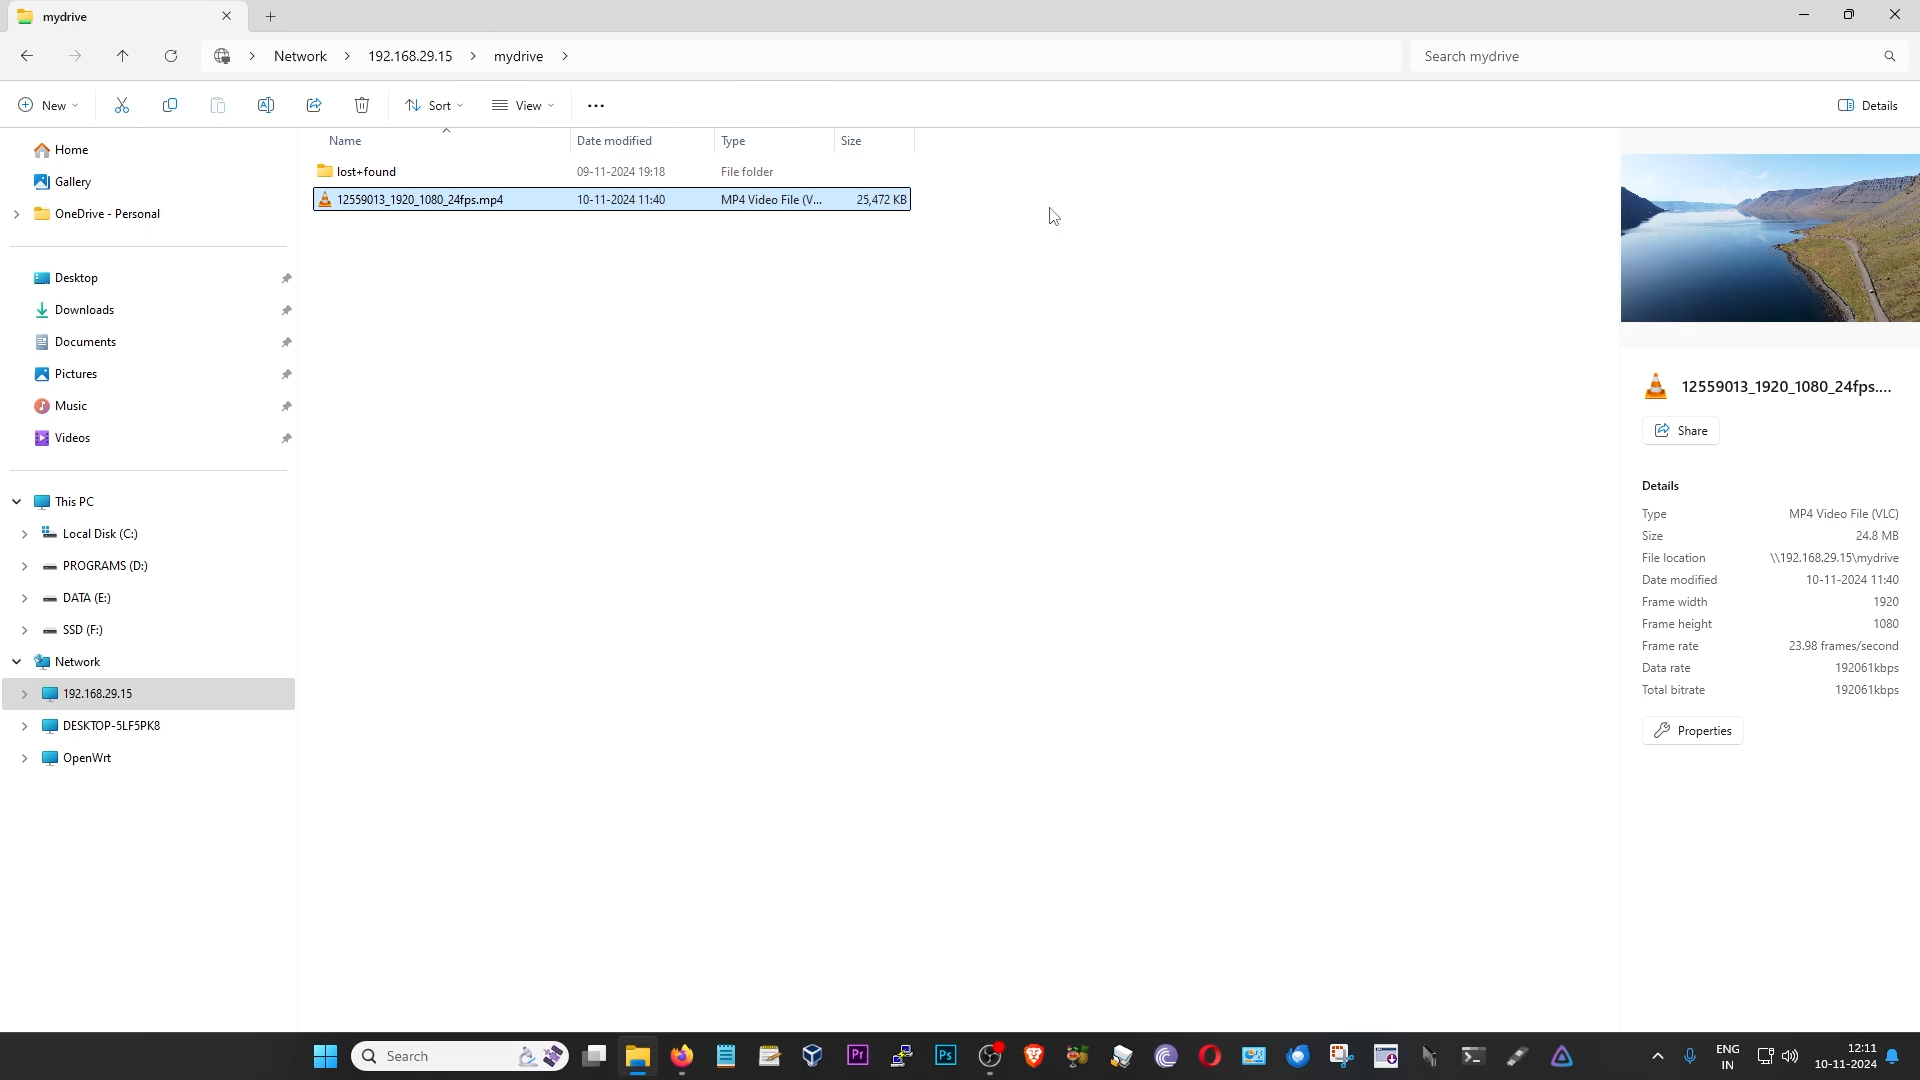 mydrive
Network
192.168.29.15
mydrive
Search mydrive
New
Sort
View
Details
Home
Gallery
OneDrive - Personal
Desktop
Downloads
Documents
Pictures
Music
Videos
This PC
Local Disk (C:)
PROGRAMS (D:)
DATA (E:)
SSD (F:)
Network
192.168.29.15
DESKTOP-5LF5PK8
OpenWrt
Name Date modified Type Size
lost+found 09-11-2024 19:18 File folder
12559013_1920_1080_24fps.mp4 10-11-2024 11:40 MP4 Video File (V... 25,472 KB
12559013_1920_1080_24fps....
Share
Details
Type MP4 Video File (VLC)
Size 24.8 MB
File location \\192.168.29.15\mydrive
Date modified 10-11-2024 11:40
Frame width 1920
Frame height 1080
Frame rate 23.98 frames/second
Data rate 192061kbps
Total bitrate 192061kbps
Properties
Search
Pr
Ps
ENG
IN
12:11
10-11-2024